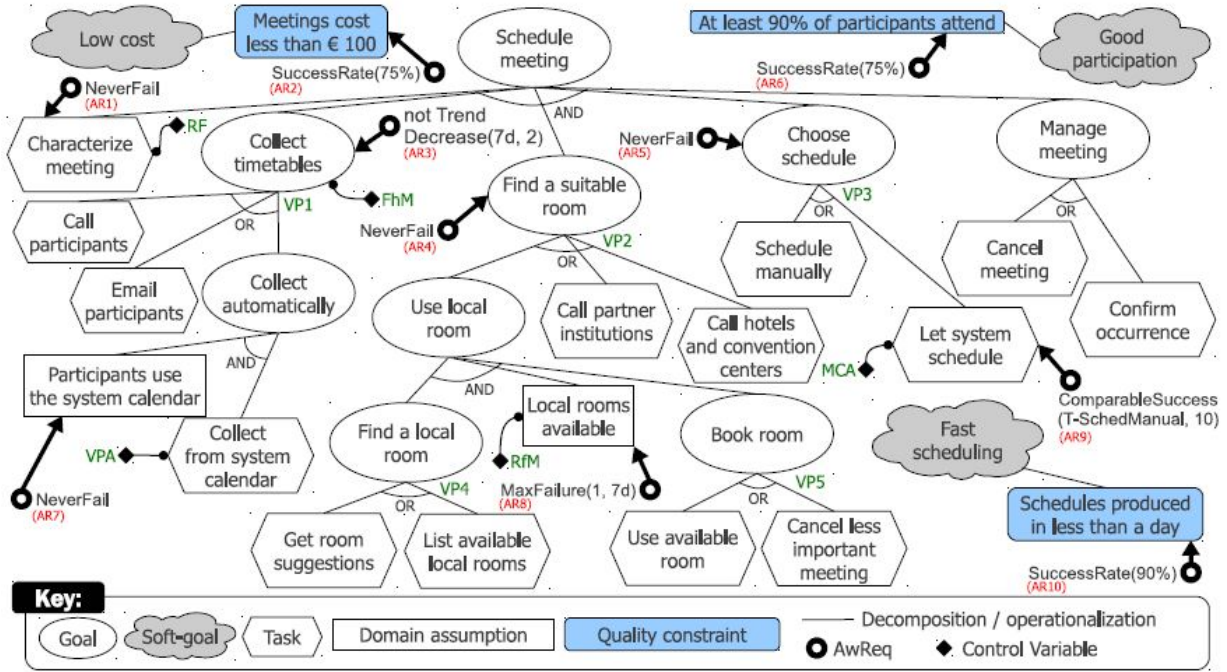 Low cost
Meetings cost
less than € 100
Schedule
meeting
At least 90% of participants attend
Good
participation
SuccessRate(75%)
(AR2)
SuccessRate(75%)
(AR6)
NeverFail
(AR1)
RF
Characterize
meeting
Collect
timetables
not Trend
Decrease(7d, 2)
(AR3)
AND
NeverFail
(AR5)
Choose
schedule
Manage
meeting
VP1
OR
FhM
Find a suitable
room
VP3
OR
OR
Call
participants
NeverFail
(AR4)
VP2
OR
Schedule
manually
Cancel
meeting
Email
participants
Collect
automatically
Use local
room
Call partner
institutions
Call hotels
and convention
centers
Let system
schedule
Confirm
occurrence
AND
MCA
Participants use
the system calendar
AND
Local rooms
available
ComparableSuccess
(T-SchedManual, 10)
(AR9)
Collect
from system
calendar
VPA
Find a local
room
RfM
Book room
Fast
scheduling
NeverFail
(AR7)
VP4
OR
MaxFailure(1, 7d)
(AR8)
VP5
OR
Schedules produced
in less than a day
Get room
suggestions
List available
local rooms
Use available
room
Cancel less
important
meeting
SuccessRate(90%)
(AR10)
Key:
Goal
Soft-goal
Task
Domain assumption
Quality constraint
Decomposition / operationalization
AwReq
Control Variable